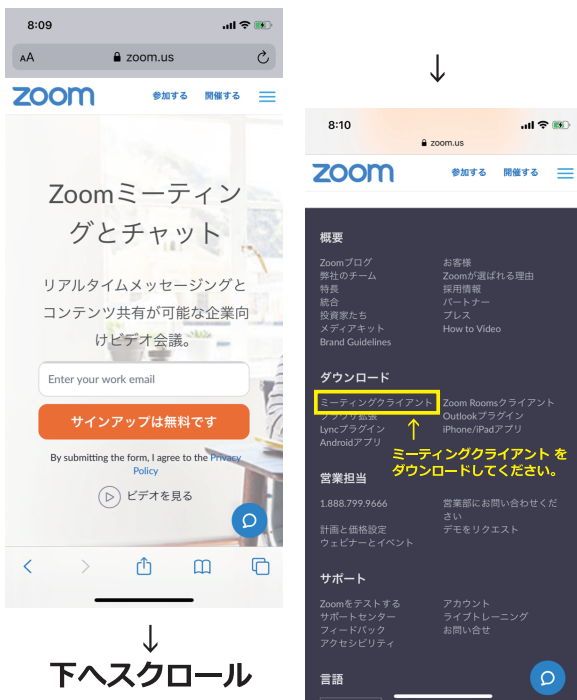 8:09
AA
zoom.us
zoom
参加する
開催する
Zoomミーティン
グとチャット
リアルタイムメッセージングと
コンテンツ共有が可能な企業向
けビデオ会議。
Enter your work email
サインアップは無料です
By submitting the form, I agree to the Privacy
Policy
ビデオを見る
↓
下へスクロール
↓
8:10
zoom.us
zoom
参加する
開催する
概要
Zoomブログ
お客様
弊社のチーム
Zoomが選ばれる理由
特長
採用情報
統合
パートナー
投資家たち
プレス
メディアキット
How to Video
Brand Guidelines
ダウンロード
ミーティングクライアント
Zoom Roomsクライアント
ブラウザ拡張
Outlookプラグイン
Lyncプラグイン
iPhone/iPadアプリ
Androidアプリ
↑
ミーティングクライアント を
ダウンロードしてください。
営業担当
1.888.799.9666
営業部にお問い合わせくだ
さい
計画と価格設定
デモをリクエスト
ウェビナーとイベント
サポート
Zoomをテストする
アカウント
サポートセンター
ライブトレーニング
フィードバック
お問い合せ
アクセシビリティ
言語